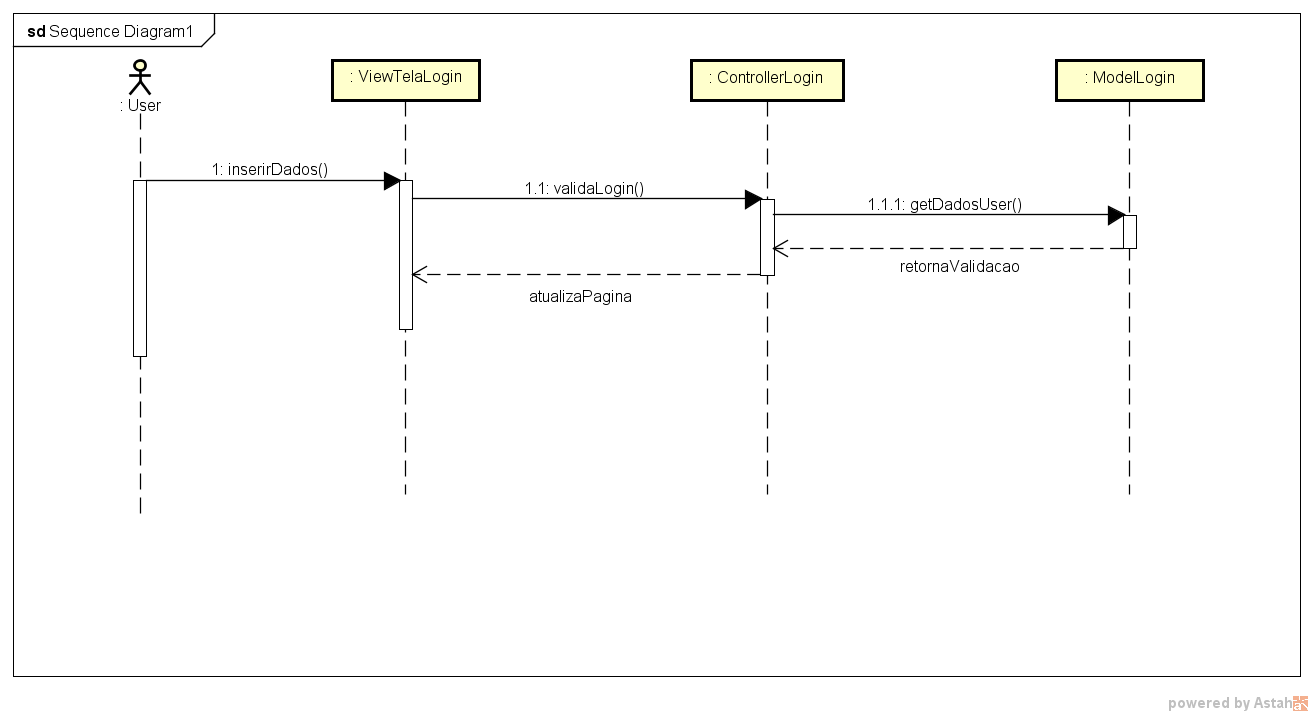 sd Sequence Diagram1
: User
: ViewTelaLogin
: ControllerLogin
: ModelLogin
1: inserirDados()
1.1: validaLogin()
1.1.1: getDadosUser()
retornaValidacao
atualizaPagina
powered by Astah